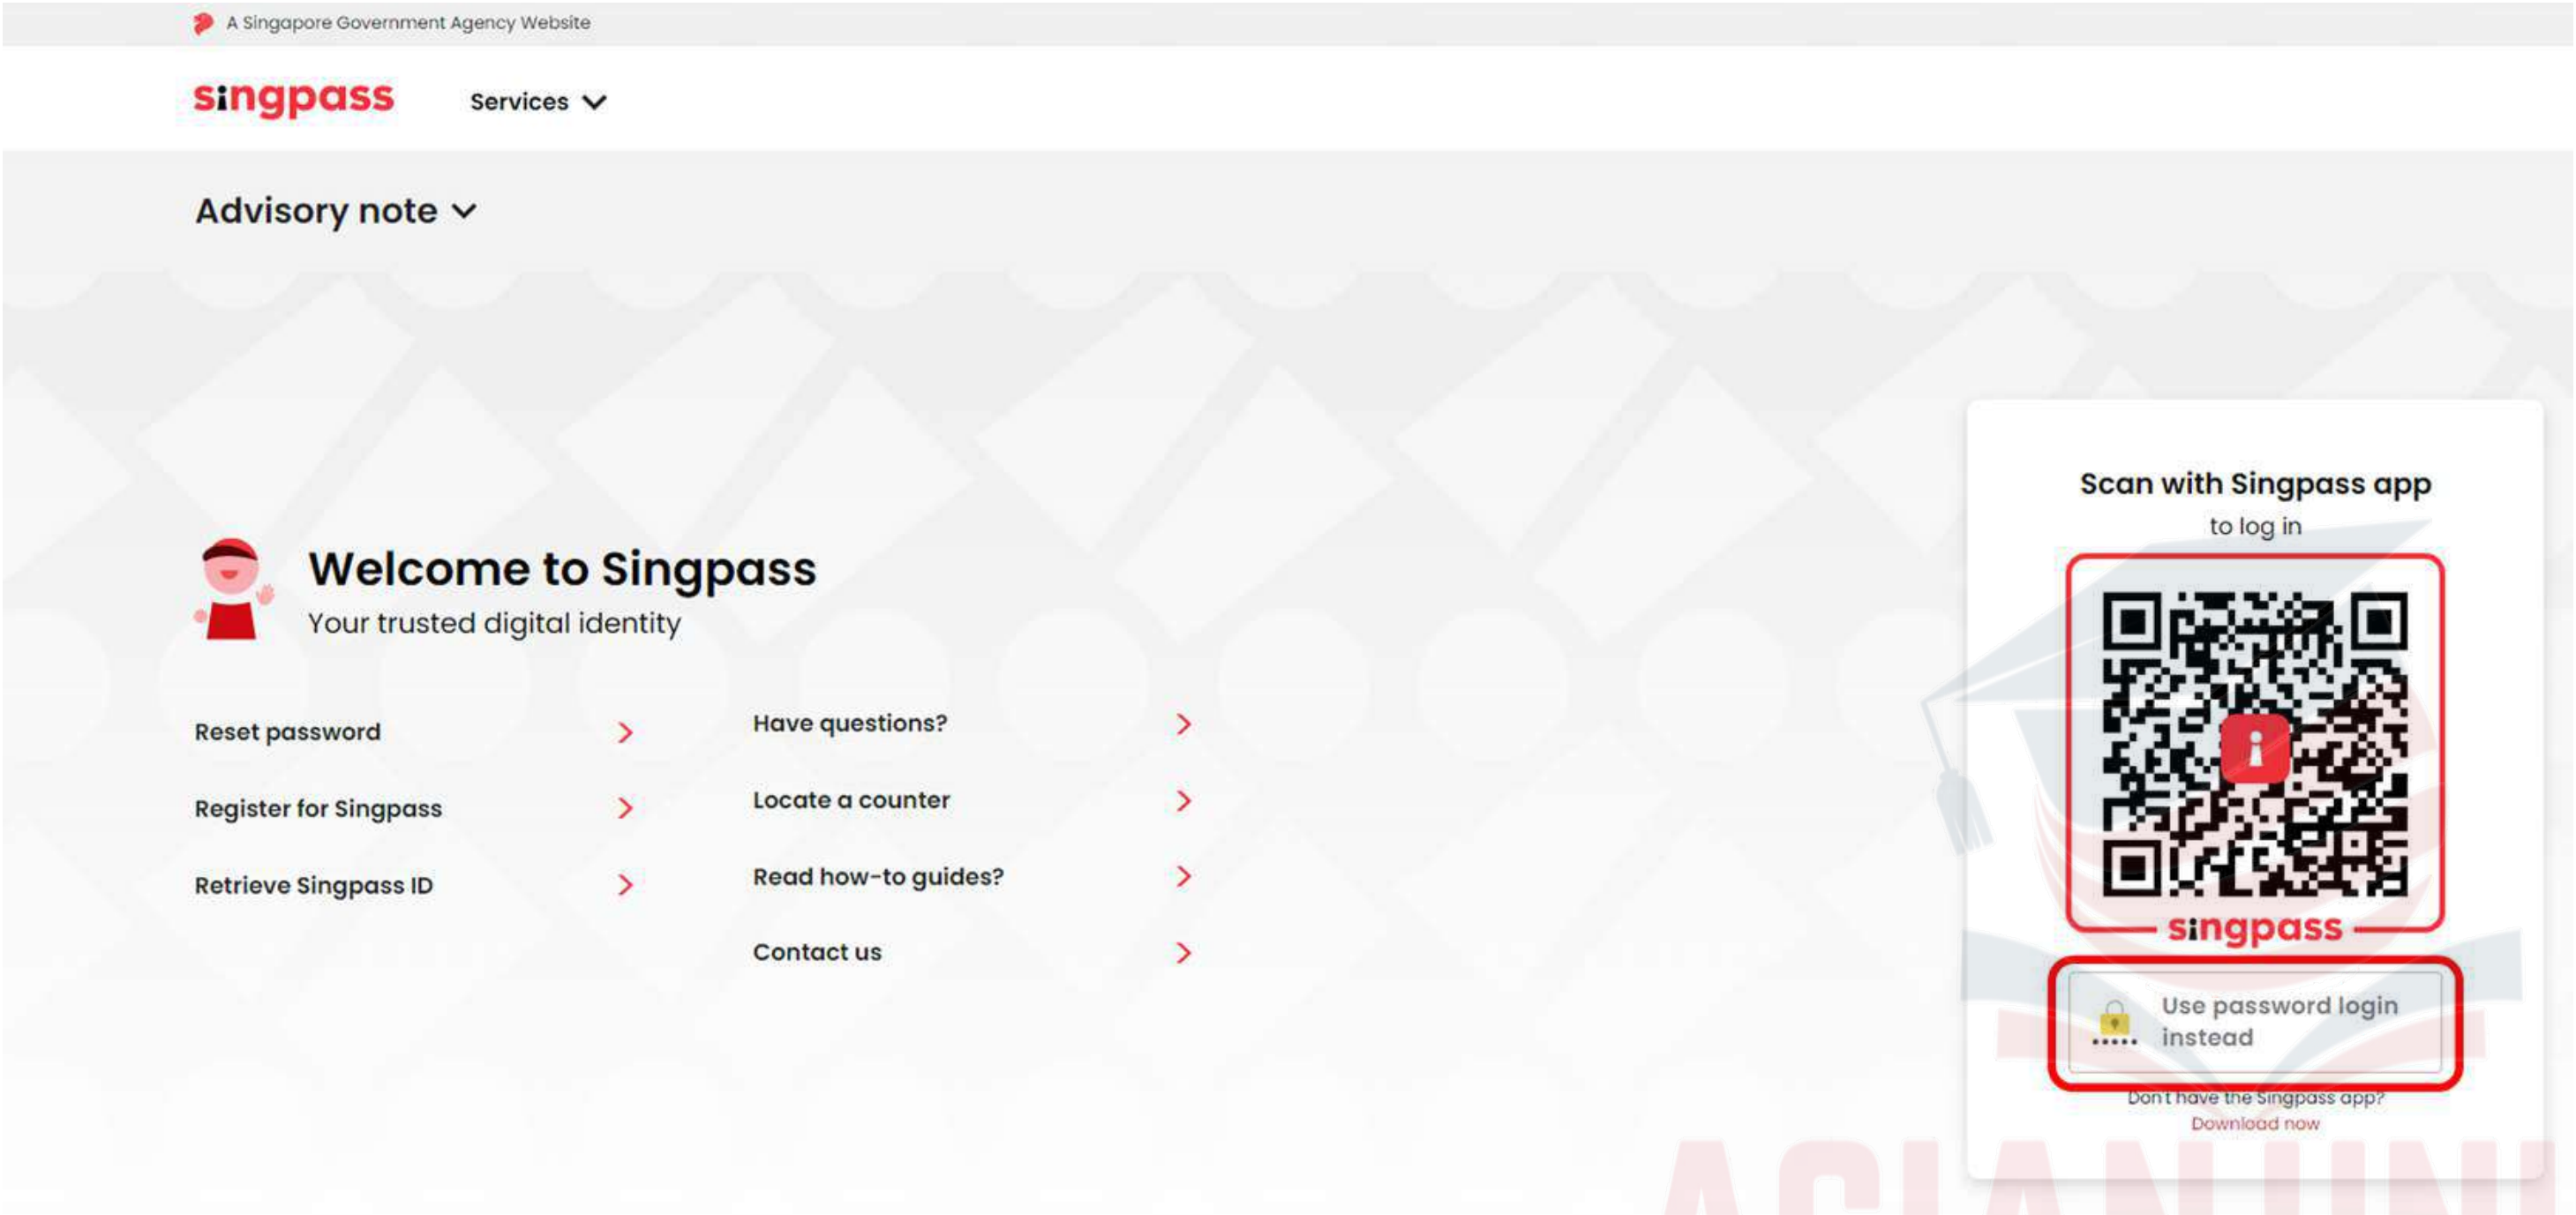 A Singapore Government Agency Website
singpass
Services
Advisory note
Welcome to Singpass
Your trusted digital identity
Reset password
Register for Singpass
Retrieve Singpass ID
Have questions?
Locate a counter
Read how-to guides?
Contact us
Scan with Singpass app
to log in
singpass
Use password login
instead
Don't have the Singpass app?
Download now
ASIAN UNI